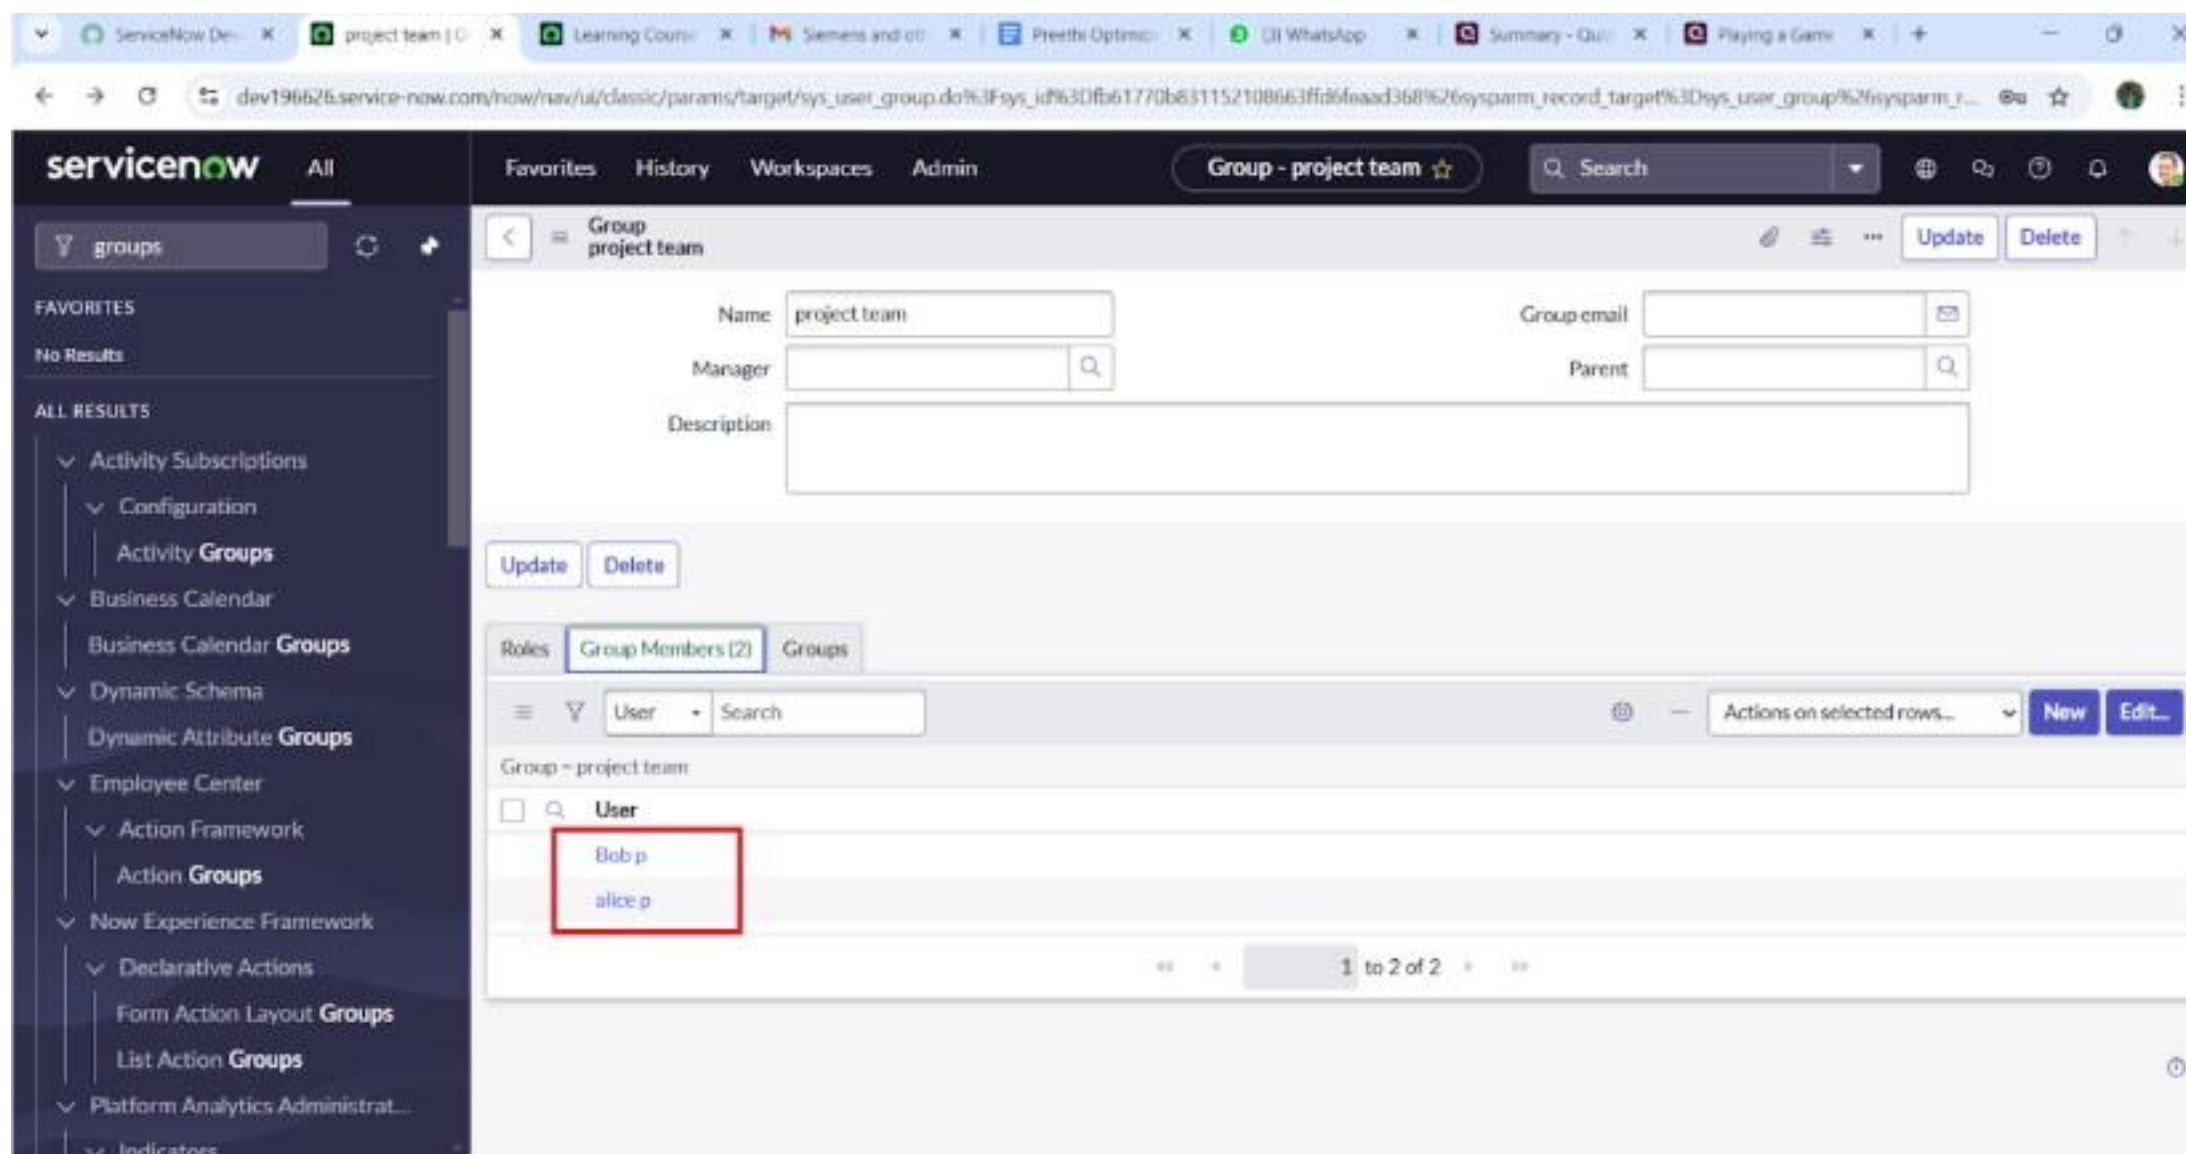 ServiceNow De
project team | G
Learning Course
Siemens and ot
Preethi Optimiz
(3) WhatsApp
Summary - Qui
Playing a Game
servicenow
All
Favorites
History
Workspaces
Admin
Group - project team
Search
groups
FAVORITES
No Results
ALL RESULTS
Activity Subscriptions
Configuration
Activity Groups
Business Calendar
Business Calendar Groups
Dynamic Schema
Dynamic Attribute Groups
Employee Center
Action Framework
Action Groups
Now Experience Framework
Declarative Actions
Form Action Layout Groups
List Action Groups
Platform Analytics Administrat...
Indicators
Group
project team
Update
Delete
Name
project team
Group email
Manager
Parent
Description
Update
Delete
Roles
Group Members (2)
Groups
User
Search
Actions on selected rows...
New
Edit...
Group = project team
User
Bob p
alice p
1 to 2 of 2